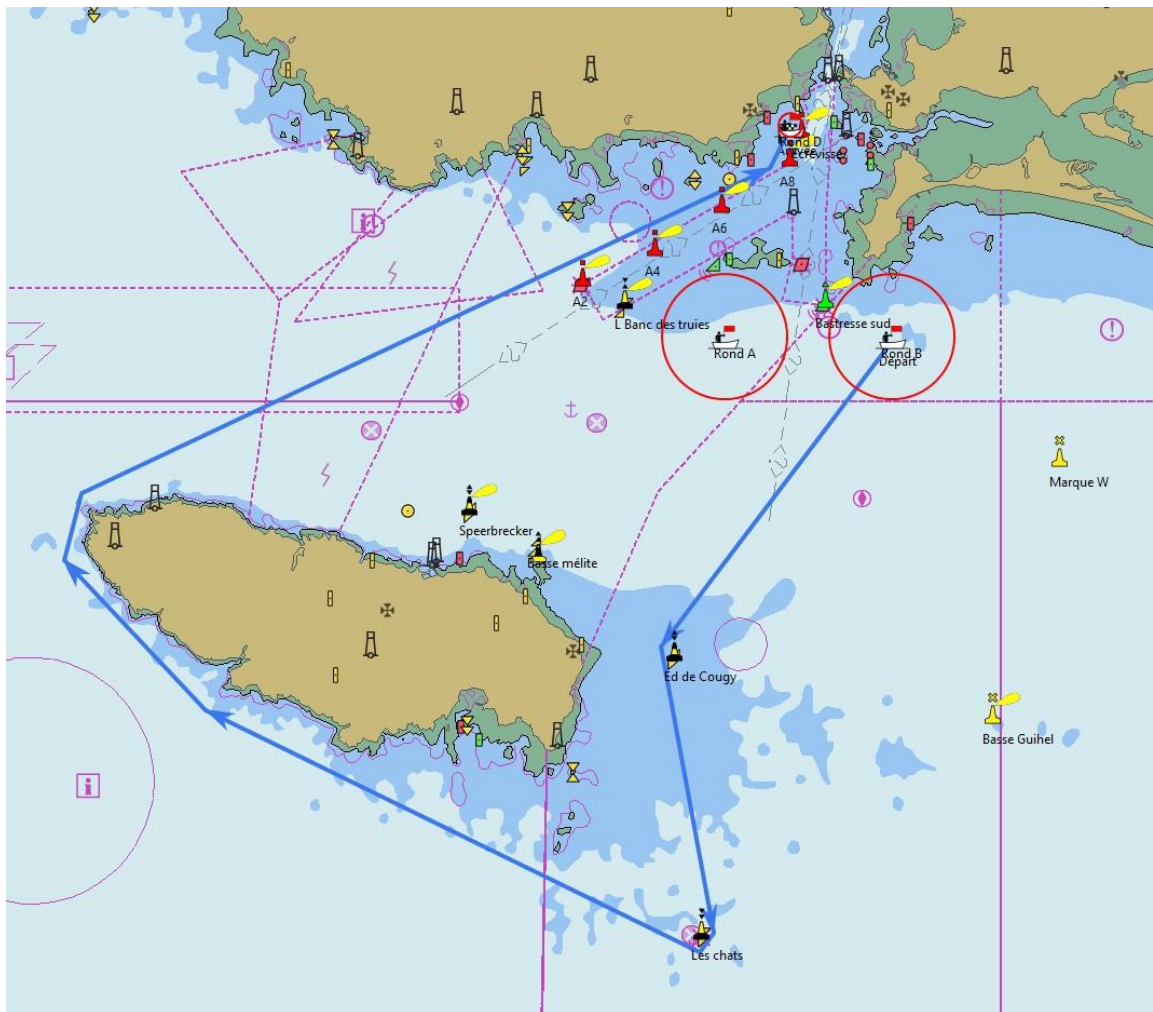 Rond D
Arrivée
Ecrevisse
A8
A6
A4
A2
L Banc des truies
Bastresse sud
Rond A
Rond B
Départ
Marque W
Speerbrecker
Basse mélite
Ed de Cougy
Basse Guihel
i
i
Les chats